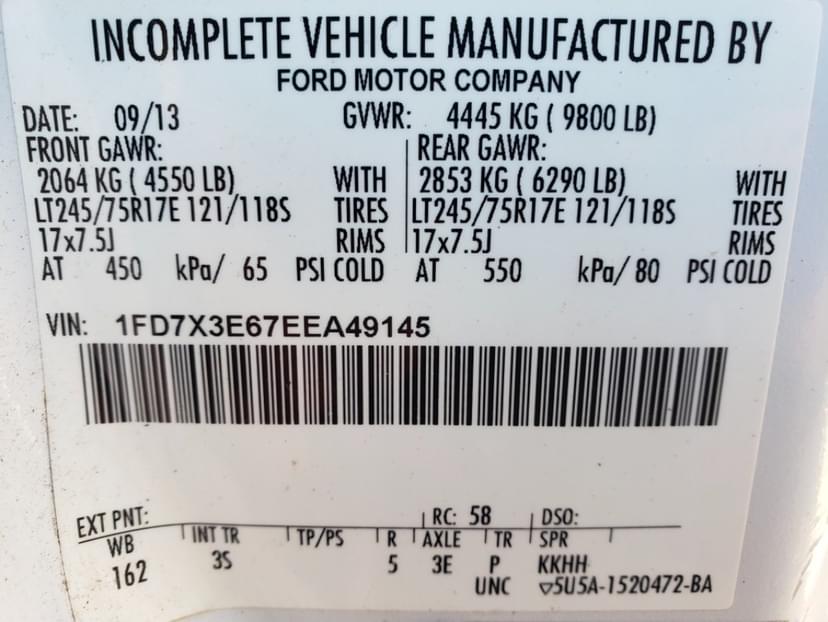 INCOMPLETE VEHICLE MANUFACTURED BY
FORD MOTOR COMPANY
DATE: 09/13 GVWR: 4445 KG ( 9800 LB)
FRONT GAWR: REAR GAWR:
2064 KG ( 4550 LB) WITH 2853 KG ( 6290 LB) WITH
LT245/75R17E 121/118S TIRES LT245/75R17E 121/118S TIRES
17x7.5J RIMS 17x7.5J RIMS
AT 450 kPa/ 65 PSI COLD AT 550 kPa/ 80 PSI COLD
VIN: 1FD7X3E67EEA49145
EXT PNT: RC: 58 DSO:
WB INT TR TP/PS R AXLE TR SPR
162 3S 5 3E P KKHH
UNC ▽5U5A-1520472-BA